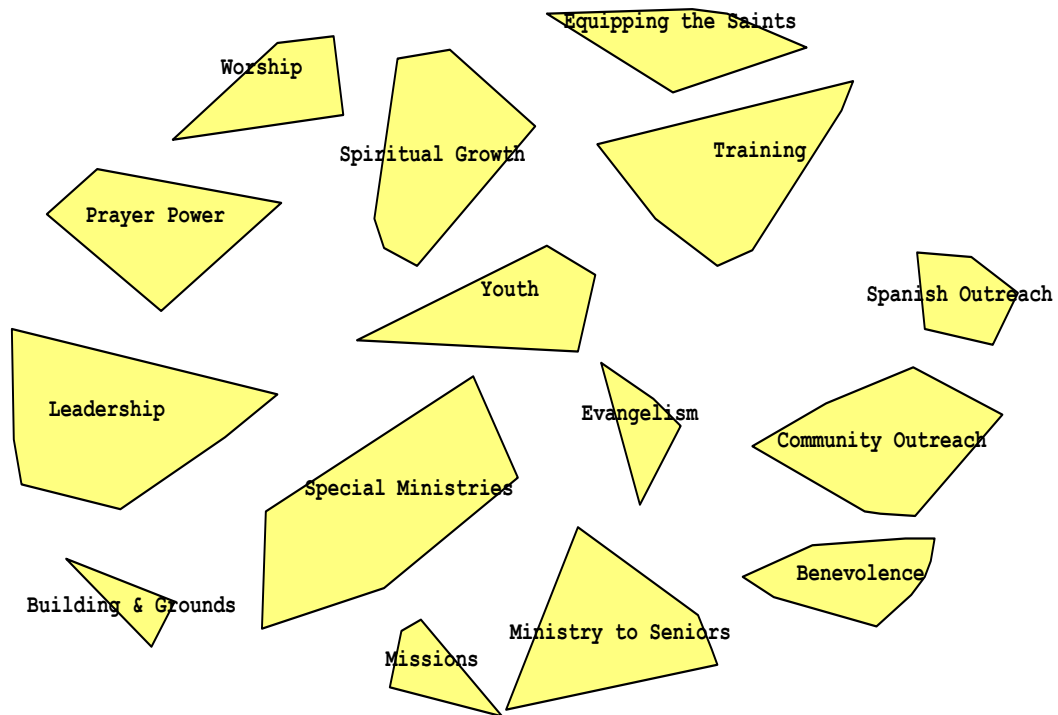 Equipping the Saints
Worship
Spiritual Growth
Training
Prayer Power
Youth
Spanish Outreach
Leadership
Evangelism
Community Outreach
Special Ministries
Benevolence
Building & Grounds
Ministry to Seniors
Missions